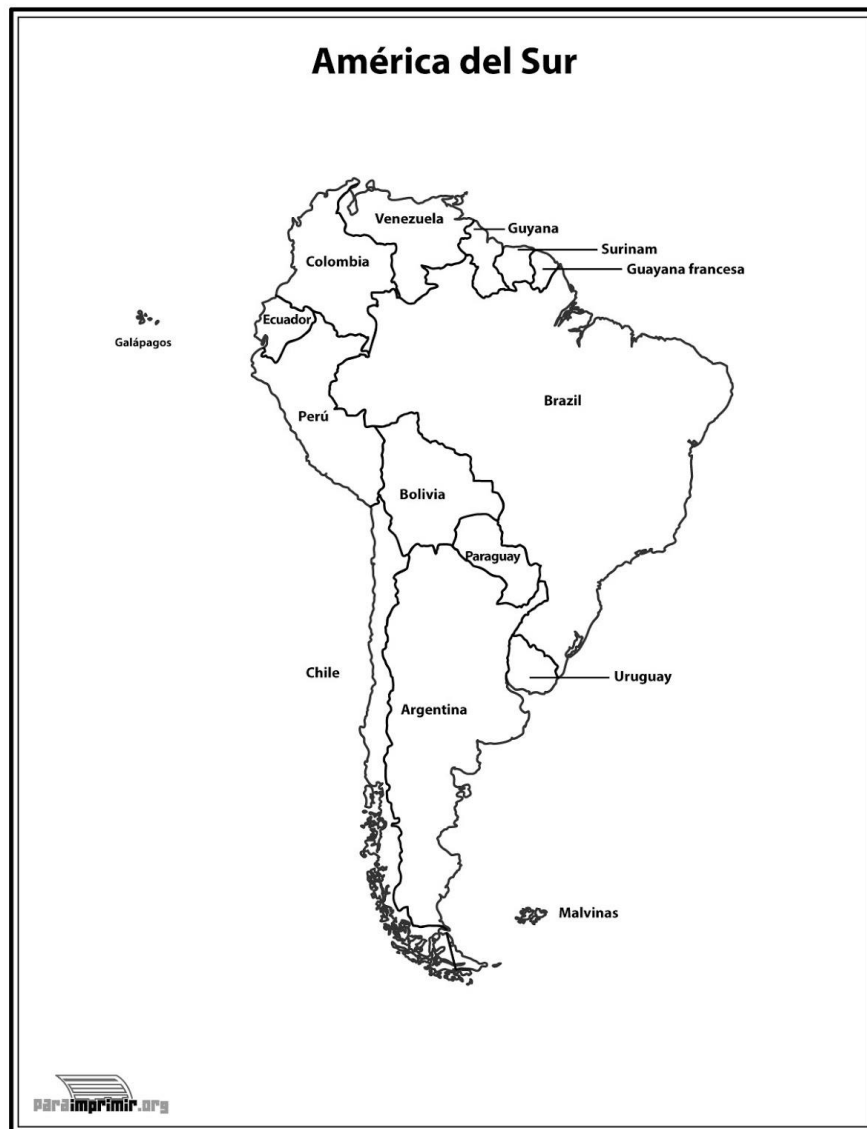 América del Sur
Venezuela
Guyana
Surinam
Colombia
Guayana francesa
Ecuador
Galápagos
Brazil
Perú
Bolivia
Paraguay
Chile
Uruguay
Argentina
Malvinas
paraimprimir.org